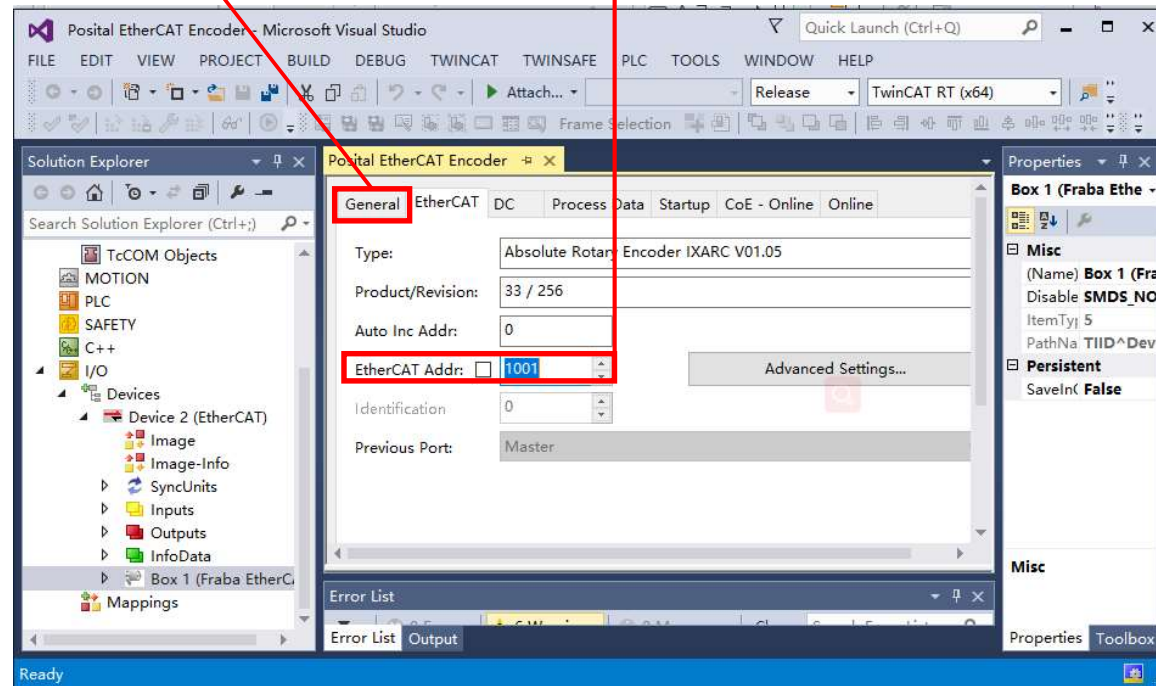 Posital EtherCAT Encoder - Microsoft Visual Studio
Quick Launch (Ctrl+Q)
FILE EDIT VIEW PROJECT BUILD DEBUG TWINCAT TWINSAFE PLC TOOLS WINDOW HELP
Attach... Release TwinCAT RT (x64)
Frame Selection
Solution Explorer
Search Solution Explorer (Ctrl+;)
TcCOM Objects
MOTION
PLC
SAFETY
C++
I/O
Devices
Device 2 (EtherCAT)
Image
Image-Info
SyncUnits
Inputs
Outputs
InfoData
Box 1 (Fraba EtherCA
Mappings
Posital EtherCAT Encoder
General EtherCAT DC Process Data Startup CoE - Online Online
Type: Absolute Rotary Encoder IXARC V01.05
Product/Revision: 33 / 256
Auto Inc Addr: 0
EtherCAT Addr: 1001
Advanced Settings...
Identification 0
Previous Port: Master
Error List
Error List Output
Properties
Box 1 (Fraba Ethe
Misc
(Name) Box 1 (Fra
Disable SMDS_NO
ItemTy 5
PathNa TIID^Dev
Persistent
SaveIn( False
Misc
Properties Toolbox
Ready